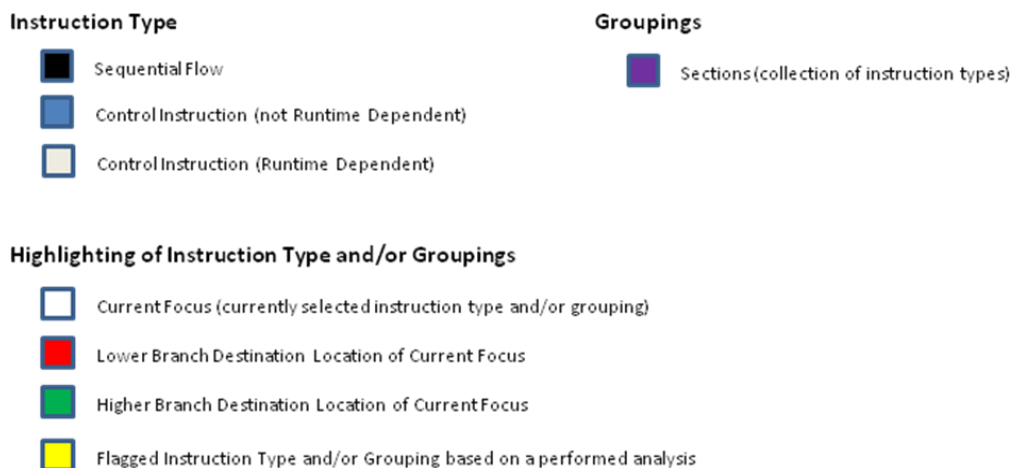 Instruction Type
Sequential Flow
Control Instruction (not Runtime Dependent)
Control Instruction (Runtime Dependent)
Groupings
Sections (collection of instruction types)
Highlighting of Instruction Type and/or Groupings
Current Focus (currently selected instruction type and/or grouping)
Lower Branch Destination Location of Current Focus
Higher Branch Destination Location of Current Focus
Flagged Instruction Type and/or Grouping based on a performed analysis